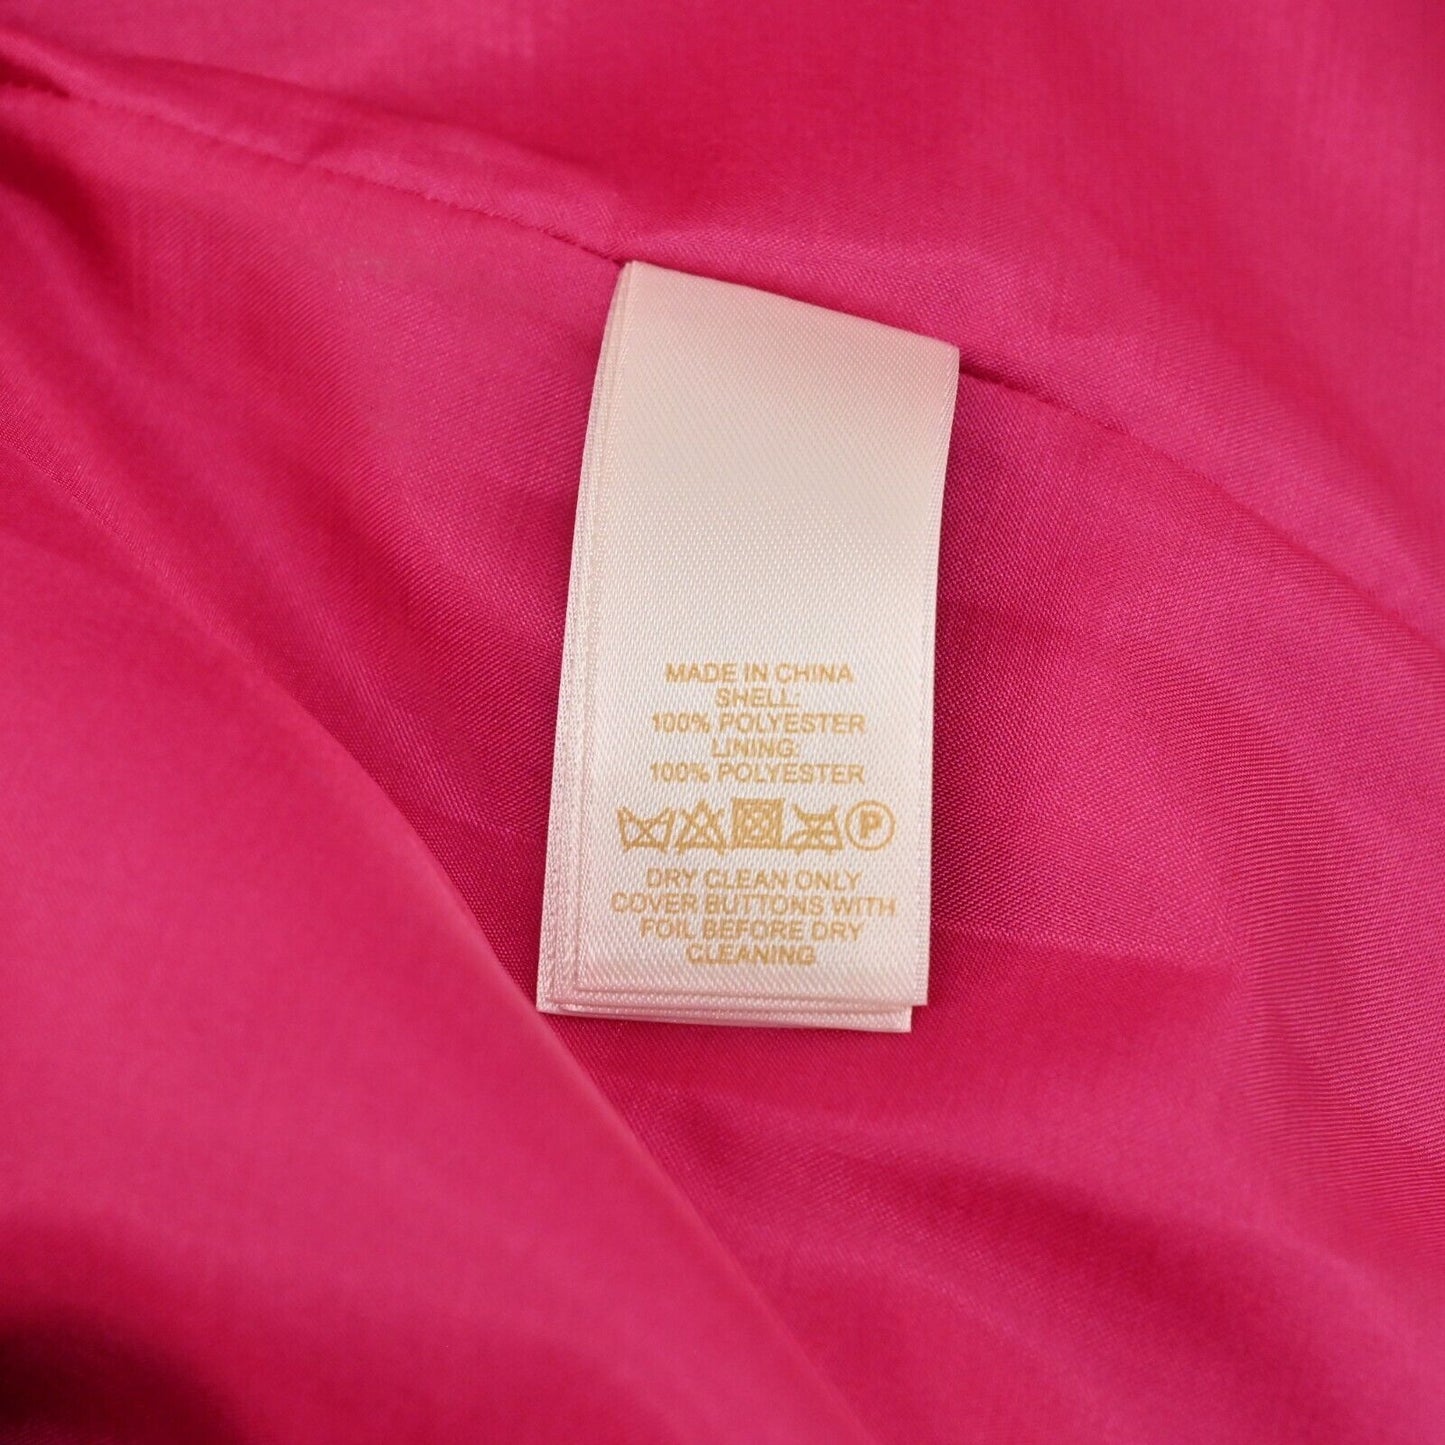 MADE IN CHINA
SHELL:
100% POLYESTER
LINING:
100% POLYESTER
P
DRY CLEAN ONLY
COVER BUTTONS WITH
FOIL BEFORE DRY
CLEANING